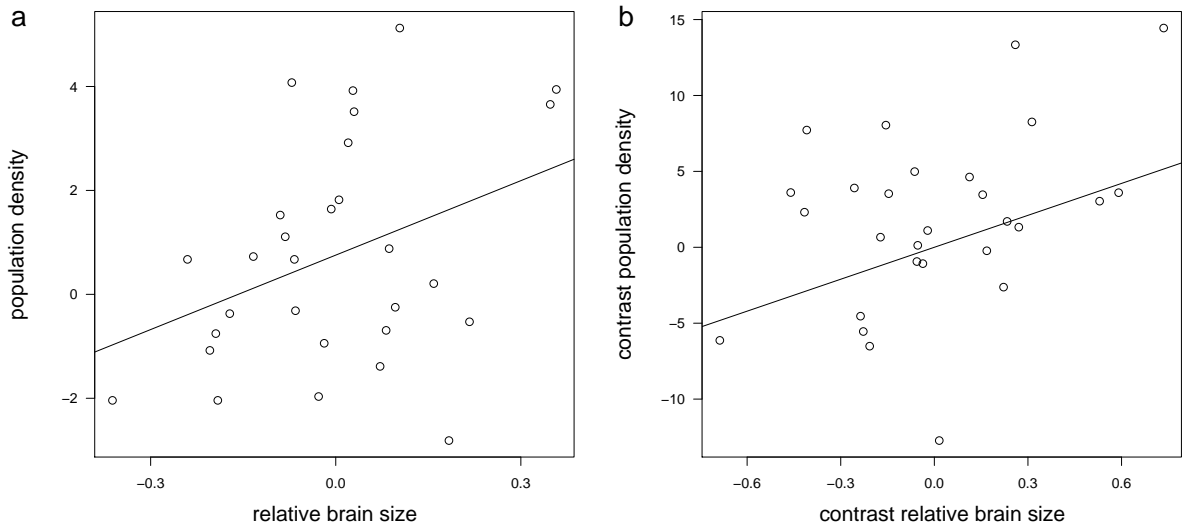 a
population density
4
2
0
−2
−0.3 0.0 0.3
relative brain size
b
contrast population density
15
10
5
0
−5
−10
−0.6 −0.3 0.0 0.3 0.6
contrast relative brain size